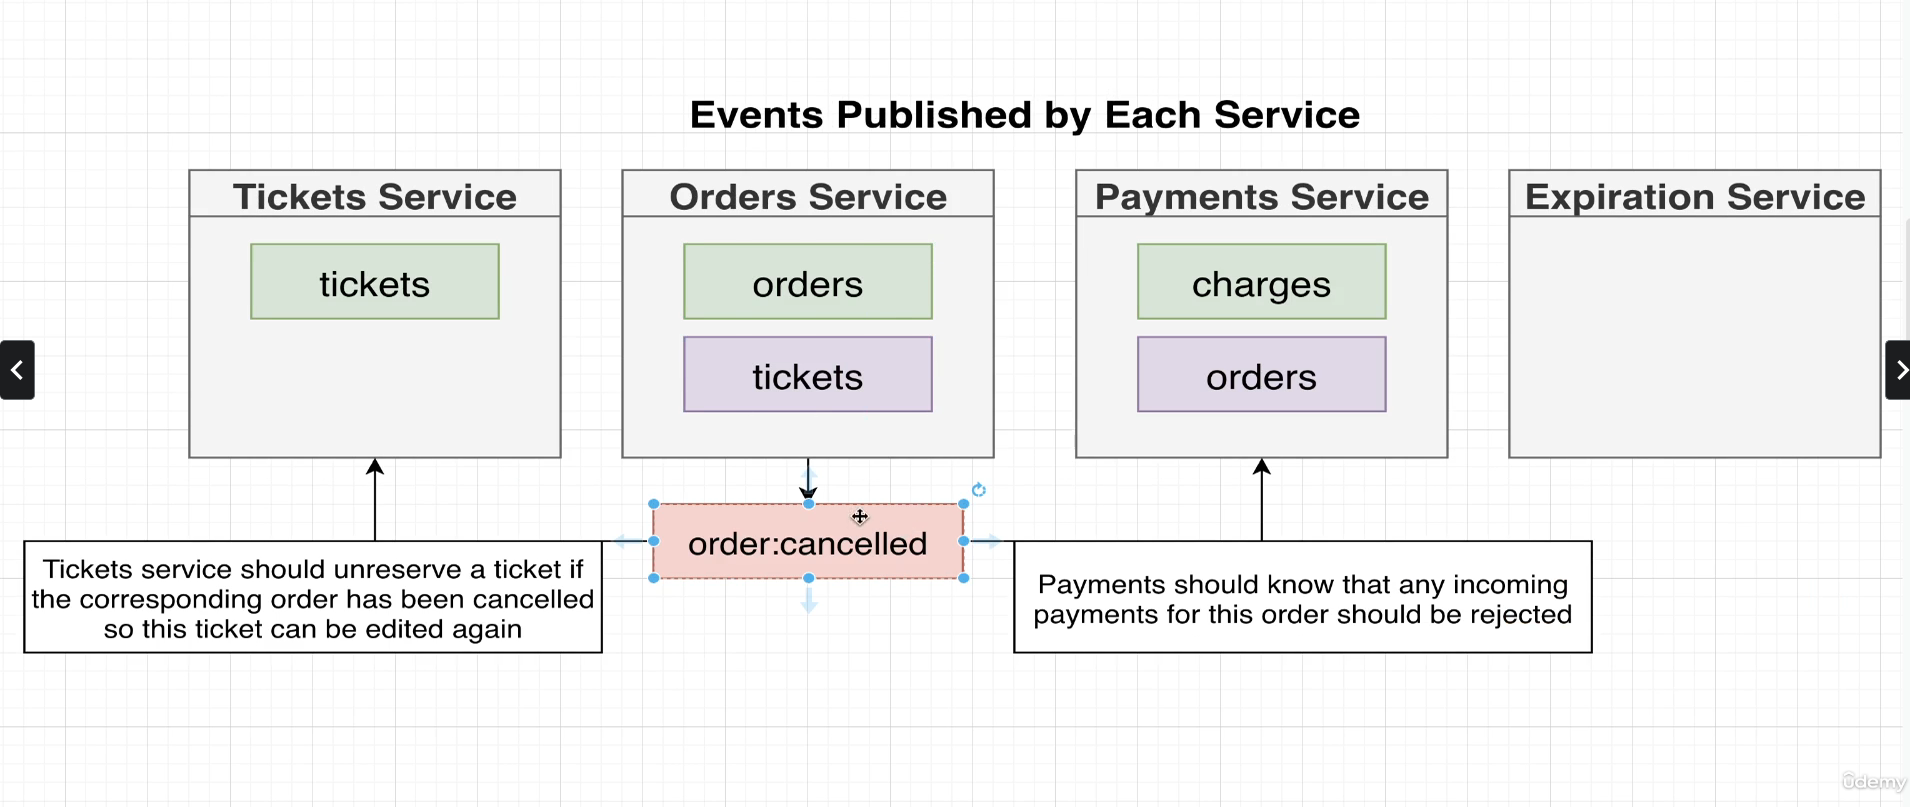 Events Published by Each Service
Tickets Service
tickets
Orders Service
orders
tickets
Payments Service
charges
orders
Expiration Service
order:cancelled
Tickets service should unreserve a ticket if
the corresponding order has been cancelled
so this ticket can be edited again
Payments should know that any incoming
payments for this order should be rejected
ûdemy